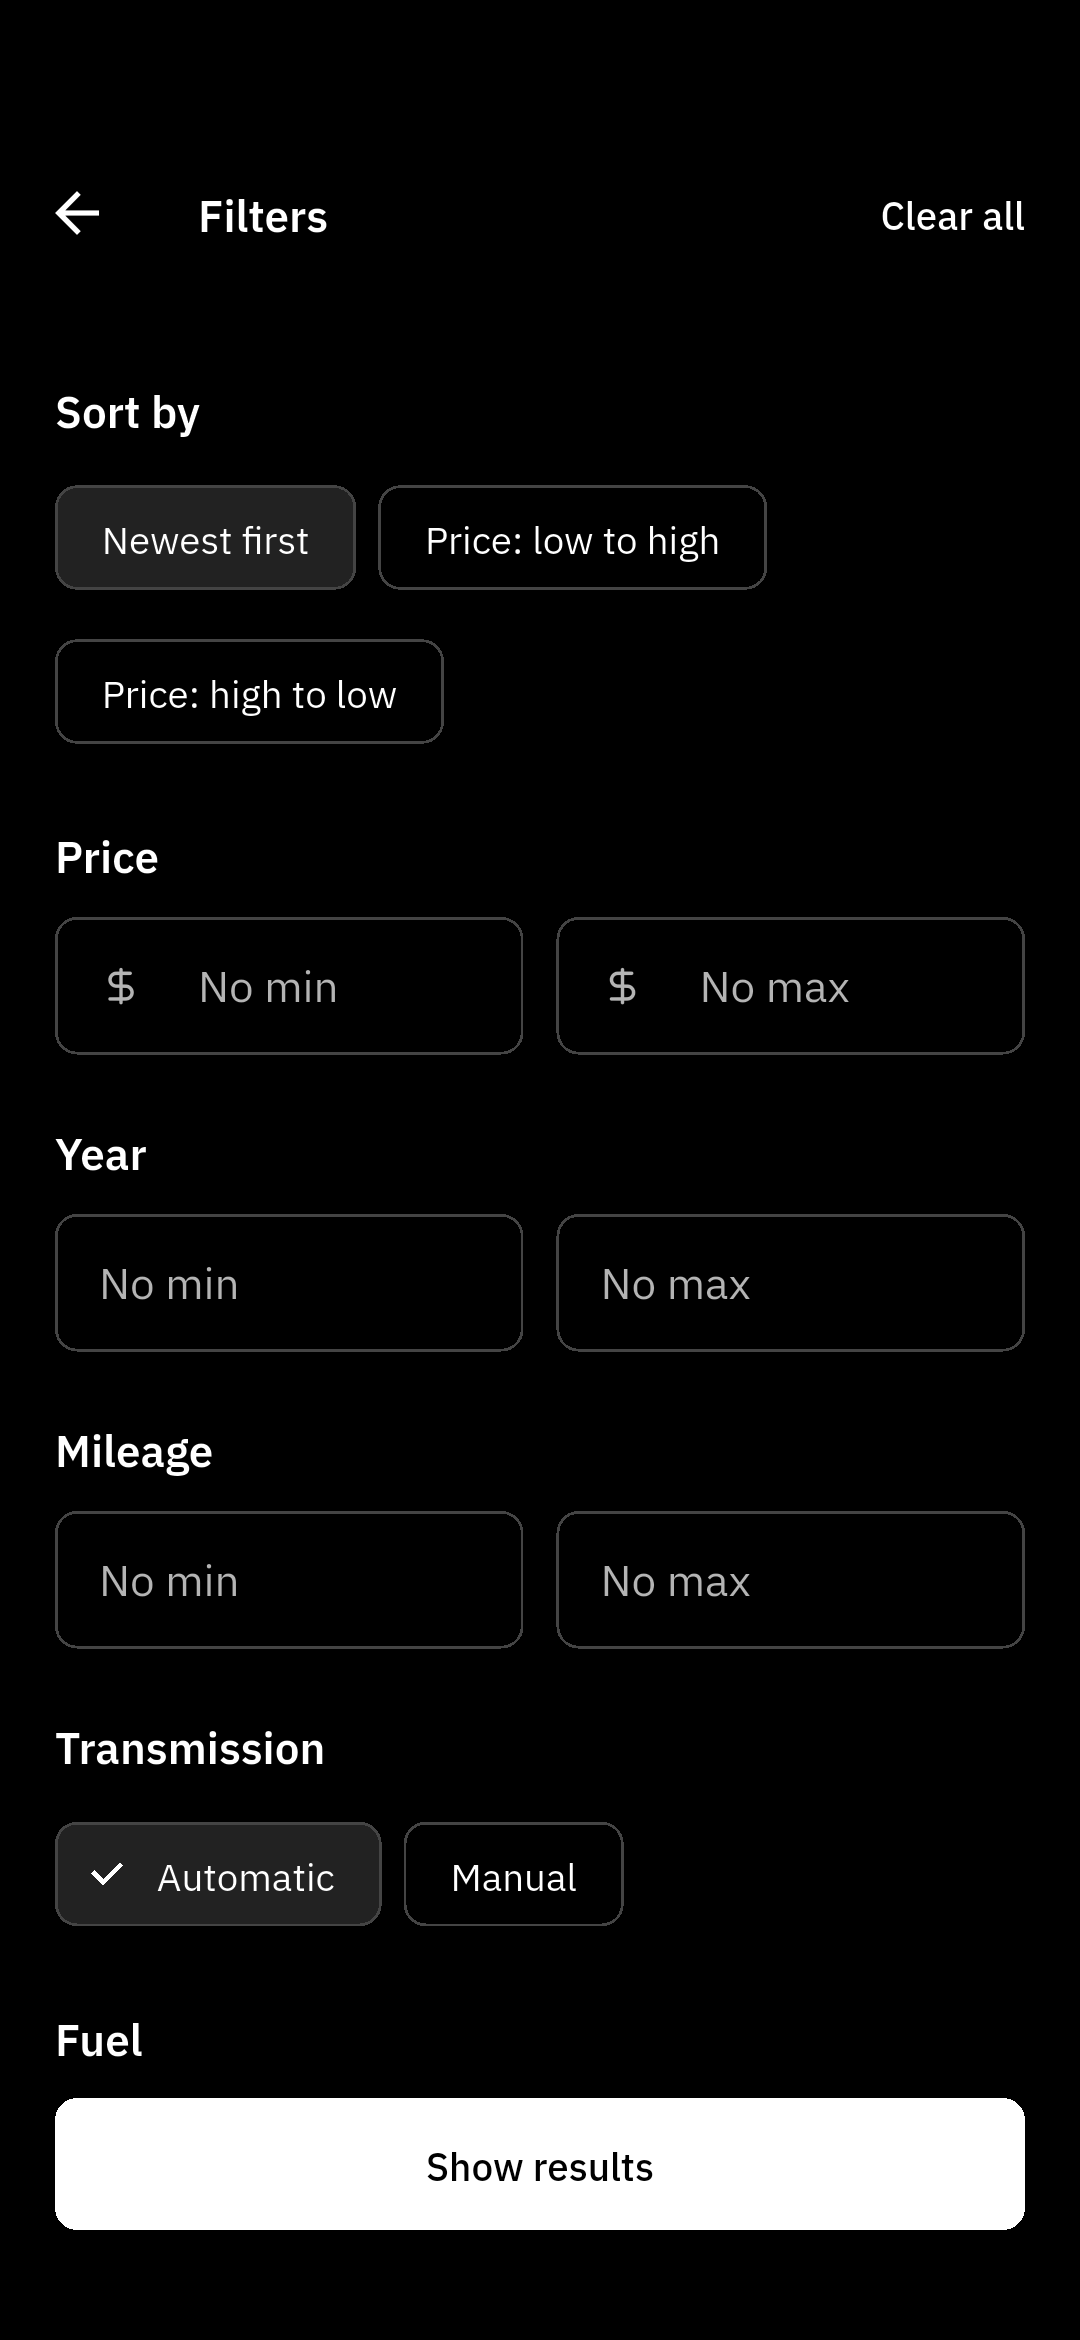 Filters Clear all
Sort by
Newest first Price: low to high
Price: high to low
Price
$ No min $ No max
Year
No min No max
Mileage
No min No max
Transmission
Automatic Manual
Fuel
Show results